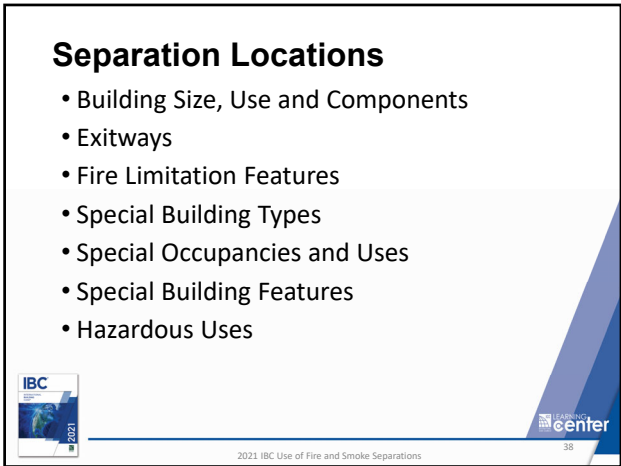 Separation Locations
• Building Size, Use and Components
• Exitways
• Fire Limitation Features
• Special Building Types
• Special Occupancies and Uses
• Special Building Features
• Hazardous Uses
IBC
2021
LEARNING
center
2021 IBC Use of Fire and Smoke Separations
38